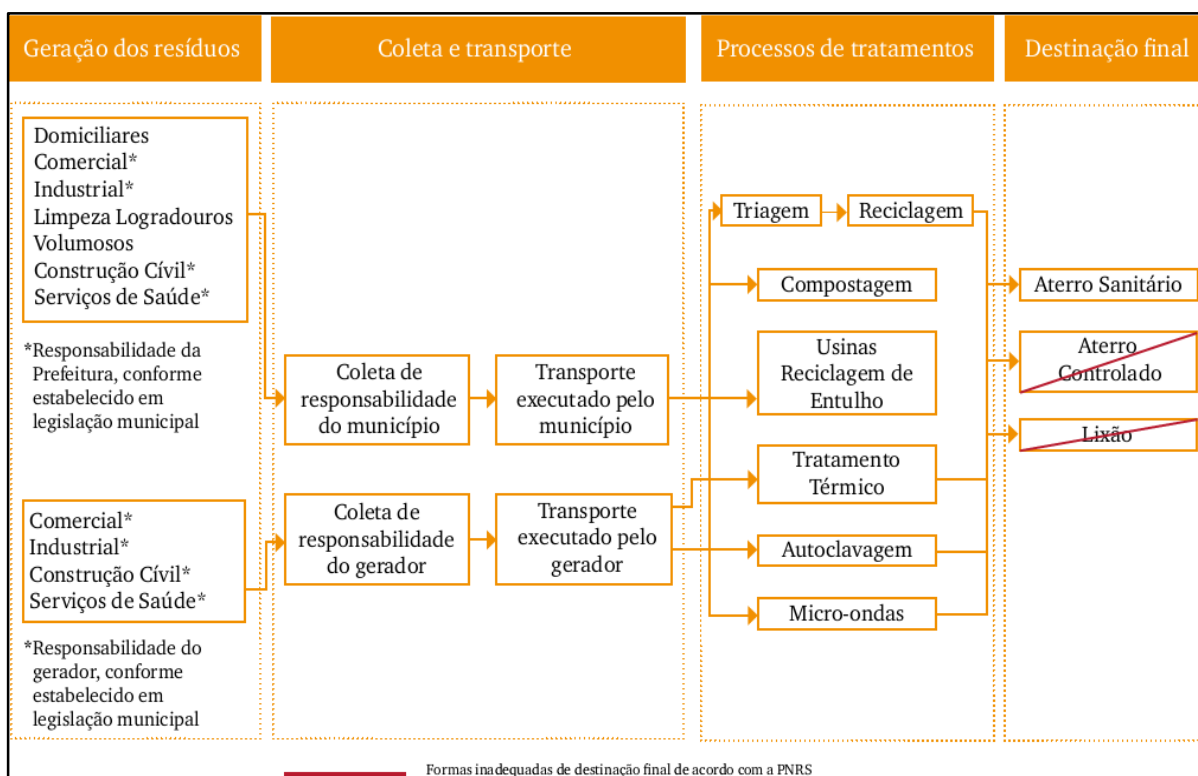 Geração dos resíduos
Coleta e transporte
Processos de tratamentos
Destinação final
Domiciliares
Comercial*
Industrial*
Limpeza Logradouros
Volumosos
Construção Cívil*
Serviços de Saúde*
*Responsabilidade da
Prefeitura, conforme
estabelecido em
legislação municipal
Comercial*
Industrial*
Construção Cívil*
Serviços de Saúde*
*Responsabilidade do
gerador, conforme
estabelecido em
legislação municipal
Coleta de
responsabilidade
do município
Transporte
executado pelo
município
Coleta de
responsabilidade
do gerador
Transporte
executado pelo
gerador
Triagem
Reciclagem
Compostagem
Usinas
Reciclagem de
Entulho
Tratamento
Térmico
Autoclavagem
Micro-ondas
Aterro Sanitário
Aterro
Controlado
Lixão
Formas inadequadas de destinação final de acordo com a PNRS